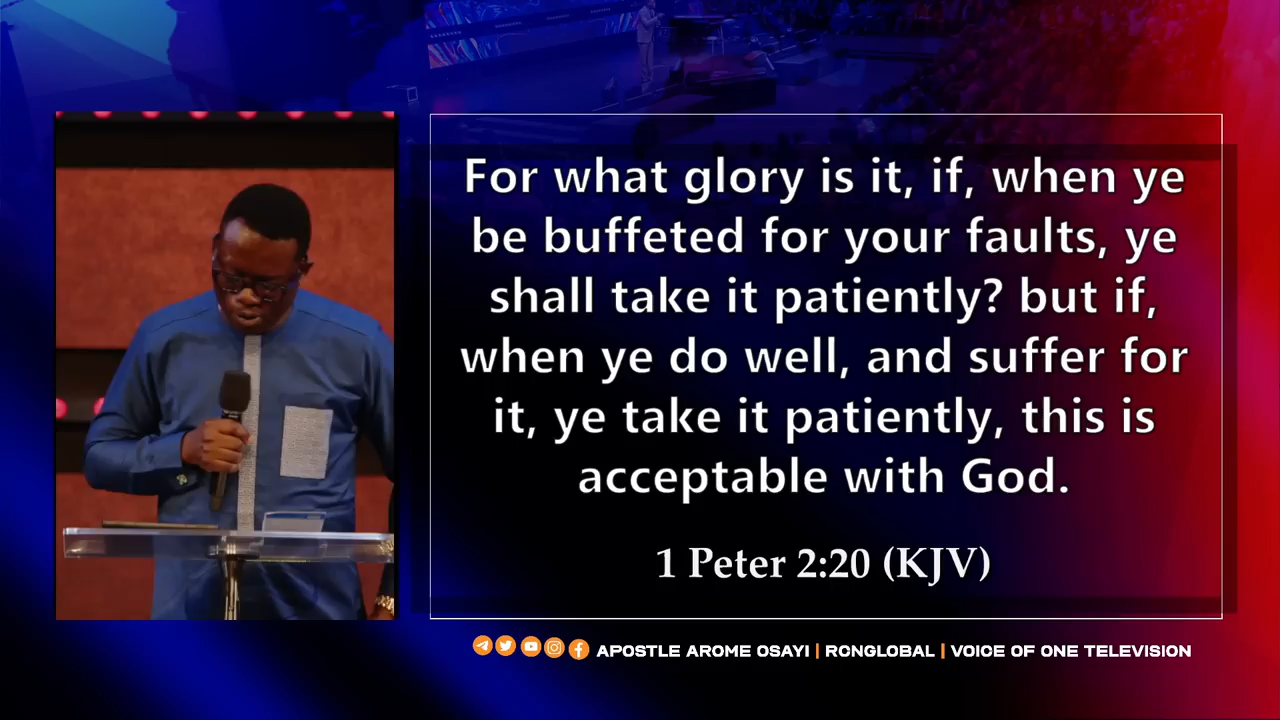 For what glory is it, if, when ye
be buffeted for your faults, ye
shall take it patiently? but if,
when ye do well, and suffer for
it, ye take it patiently, this is
acceptable with God.
1 Peter 2:20 (KJV)
APOSTLE AROME OSAYI | RCNGLOBAL | VOICE OF ONE TELEVISION